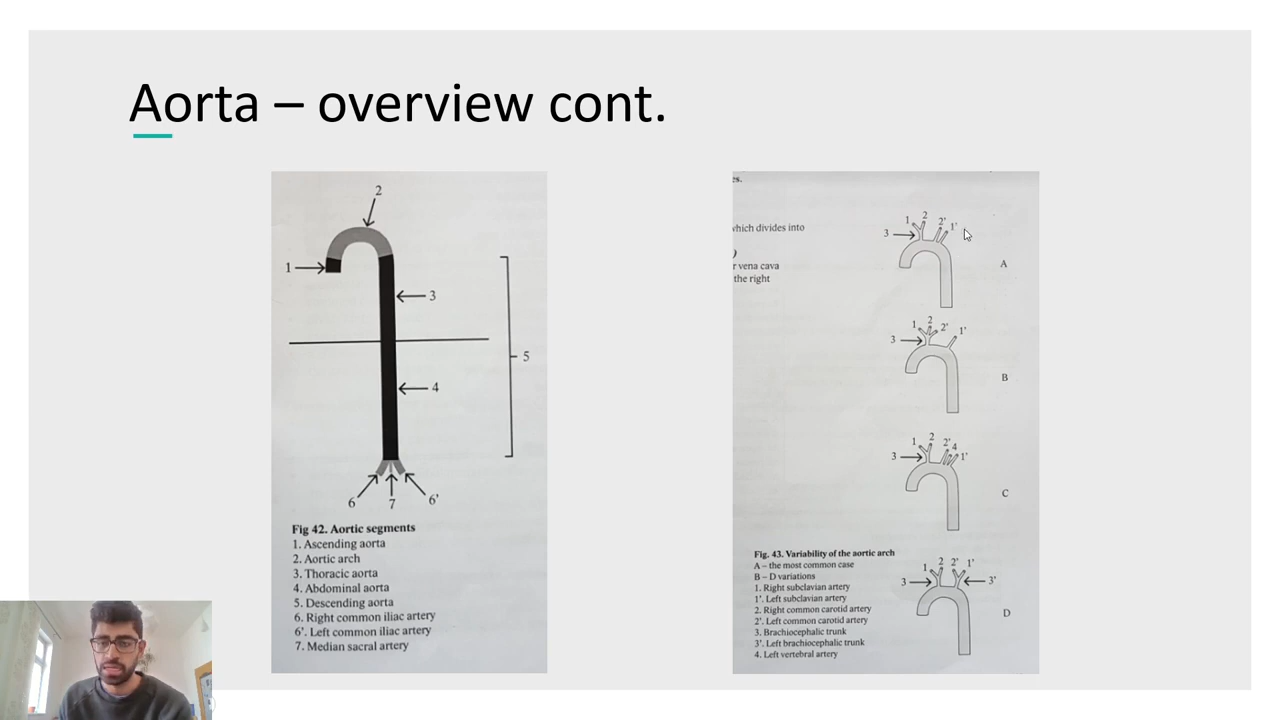 Aorta – overview cont.
2
1
3
5
4
6
7
6'
Fig 42. Aortic segments
1. Ascending aorta
2. Aortic arch
3. Thoracic aorta
4. Abdominal aorta
5. Descending aorta
6. Right common iliac artery
6'. Left common iliac artery
7. Median sacral artery
es.
which divides into
)
r vena cava
the right
1 2 2' 1'
3
A
1 2 2' 1'
3
B
1 2 2' 4
3 1'
C
Fig. 43. Variability of the aortic arch
A – the most common case
B – D variations
1. Right subclavian artery
1'. Left subclavian artery
2. Right common carotid artery
2'. Left common carotid artery
3. Brachiocephalic trunk
3'. Left brachiocephalic trunk
4. Left vertebral artery
1 2 2' 1'
3 3'
D